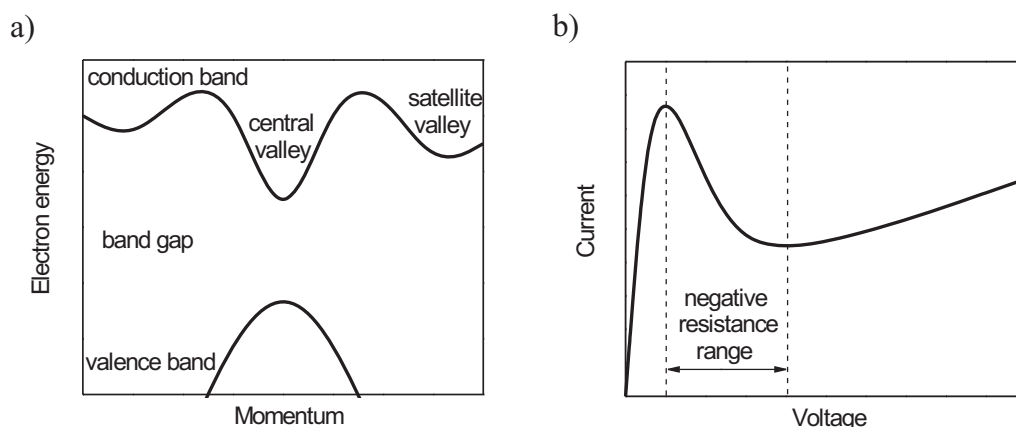 a)
conduction band
central
valley
satellite
valley
band gap
valence band
Electron energy
Momentum
b)
negative
resistance
range
Current
Voltage